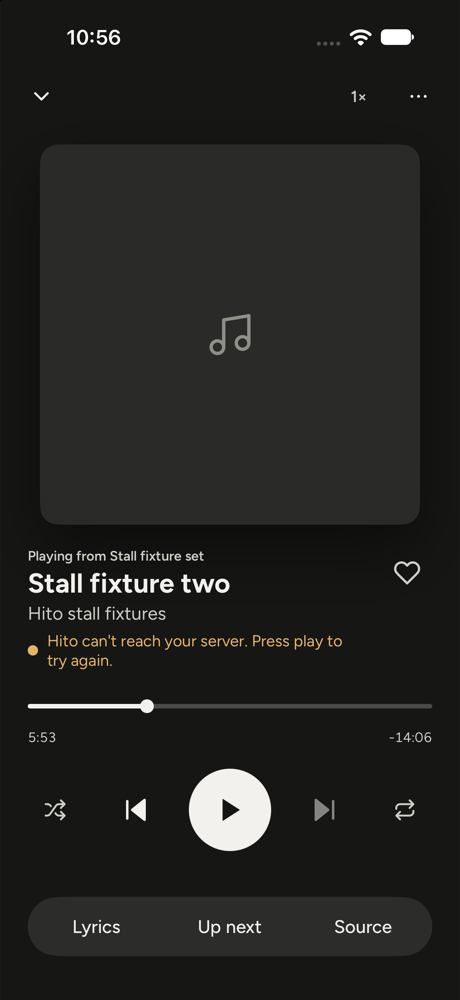 10:56
1×
Playing from Stall fixture set
Stall fixture two
Hito stall fixtures
Hito can't reach your server. Press play to
try again.
5:53
-14:06
Lyrics
Up next
Source